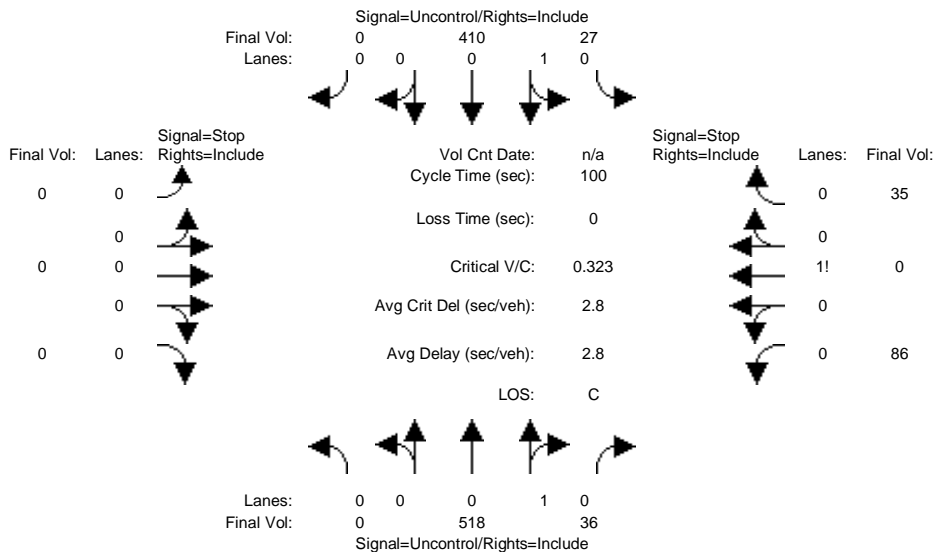 Signal=Uncontrol/Rights=Include
Final Vol: 0 410 27
Lanes: 0 0 0 1 0
Signal=Stop Signal=Stop
Final Vol: Lanes: Rights=Include Vol Cnt Date: n/a Rights=Include Lanes: Final Vol:
Cycle Time (sec): 100
0 0 0 35
Loss Time (sec): 0
0 0
0 0 Critical V/C: 0.323 1! 0
0 Avg Crit Del (sec/veh): 2.8 0
0 0 Avg Delay (sec/veh): 2.8 0 86
LOS: C
Lanes: 0 0 0 1 0
Final Vol: 0 518 36
Signal=Uncontrol/Rights=Include